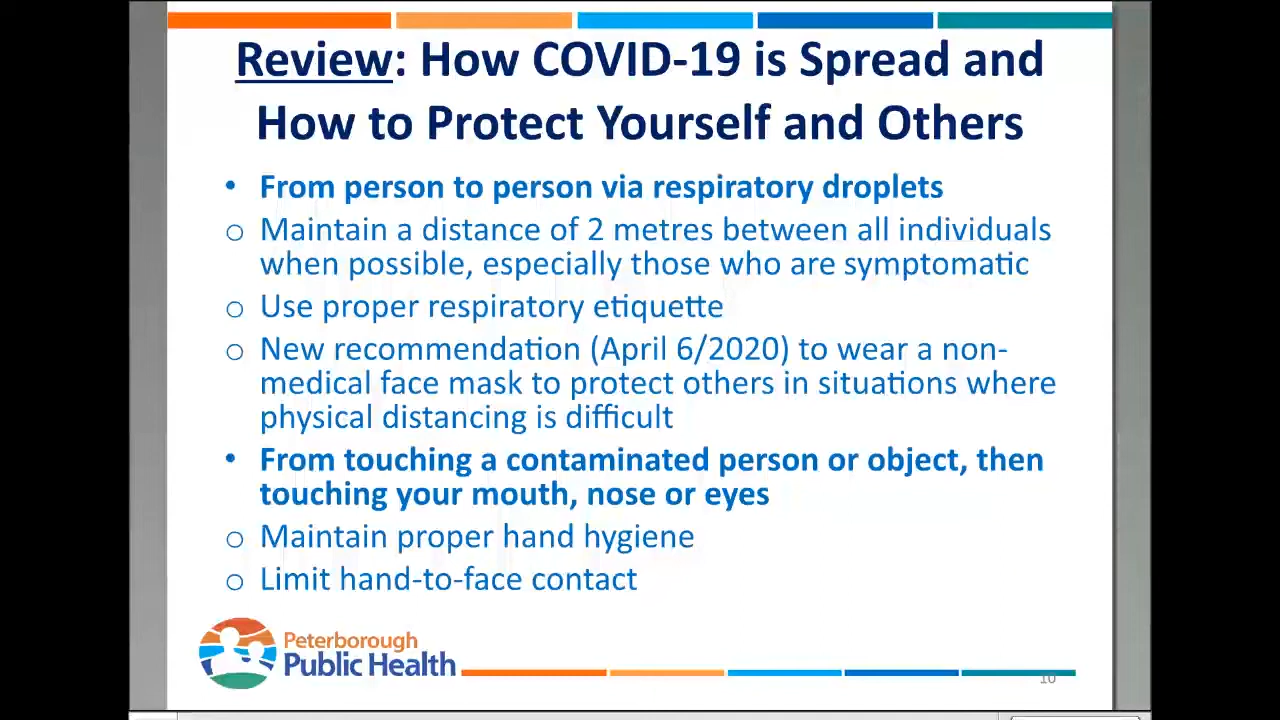 Review: How COVID-19 is Spread and
How to Protect Yourself and Others
• From person to person via respiratory droplets
o Maintain a distance of 2 metres between all individuals
when possible, especially those who are symptomatic
o Use proper respiratory etiquette
o New recommendation (April 6/2020) to wear a non-
medical face mask to protect others in situations where
physical distancing is difficult
• From touching a contaminated person or object, then
touching your mouth, nose or eyes
o Maintain proper hand hygiene
o Limit hand-to-face contact
Peterborough
Public Health
10